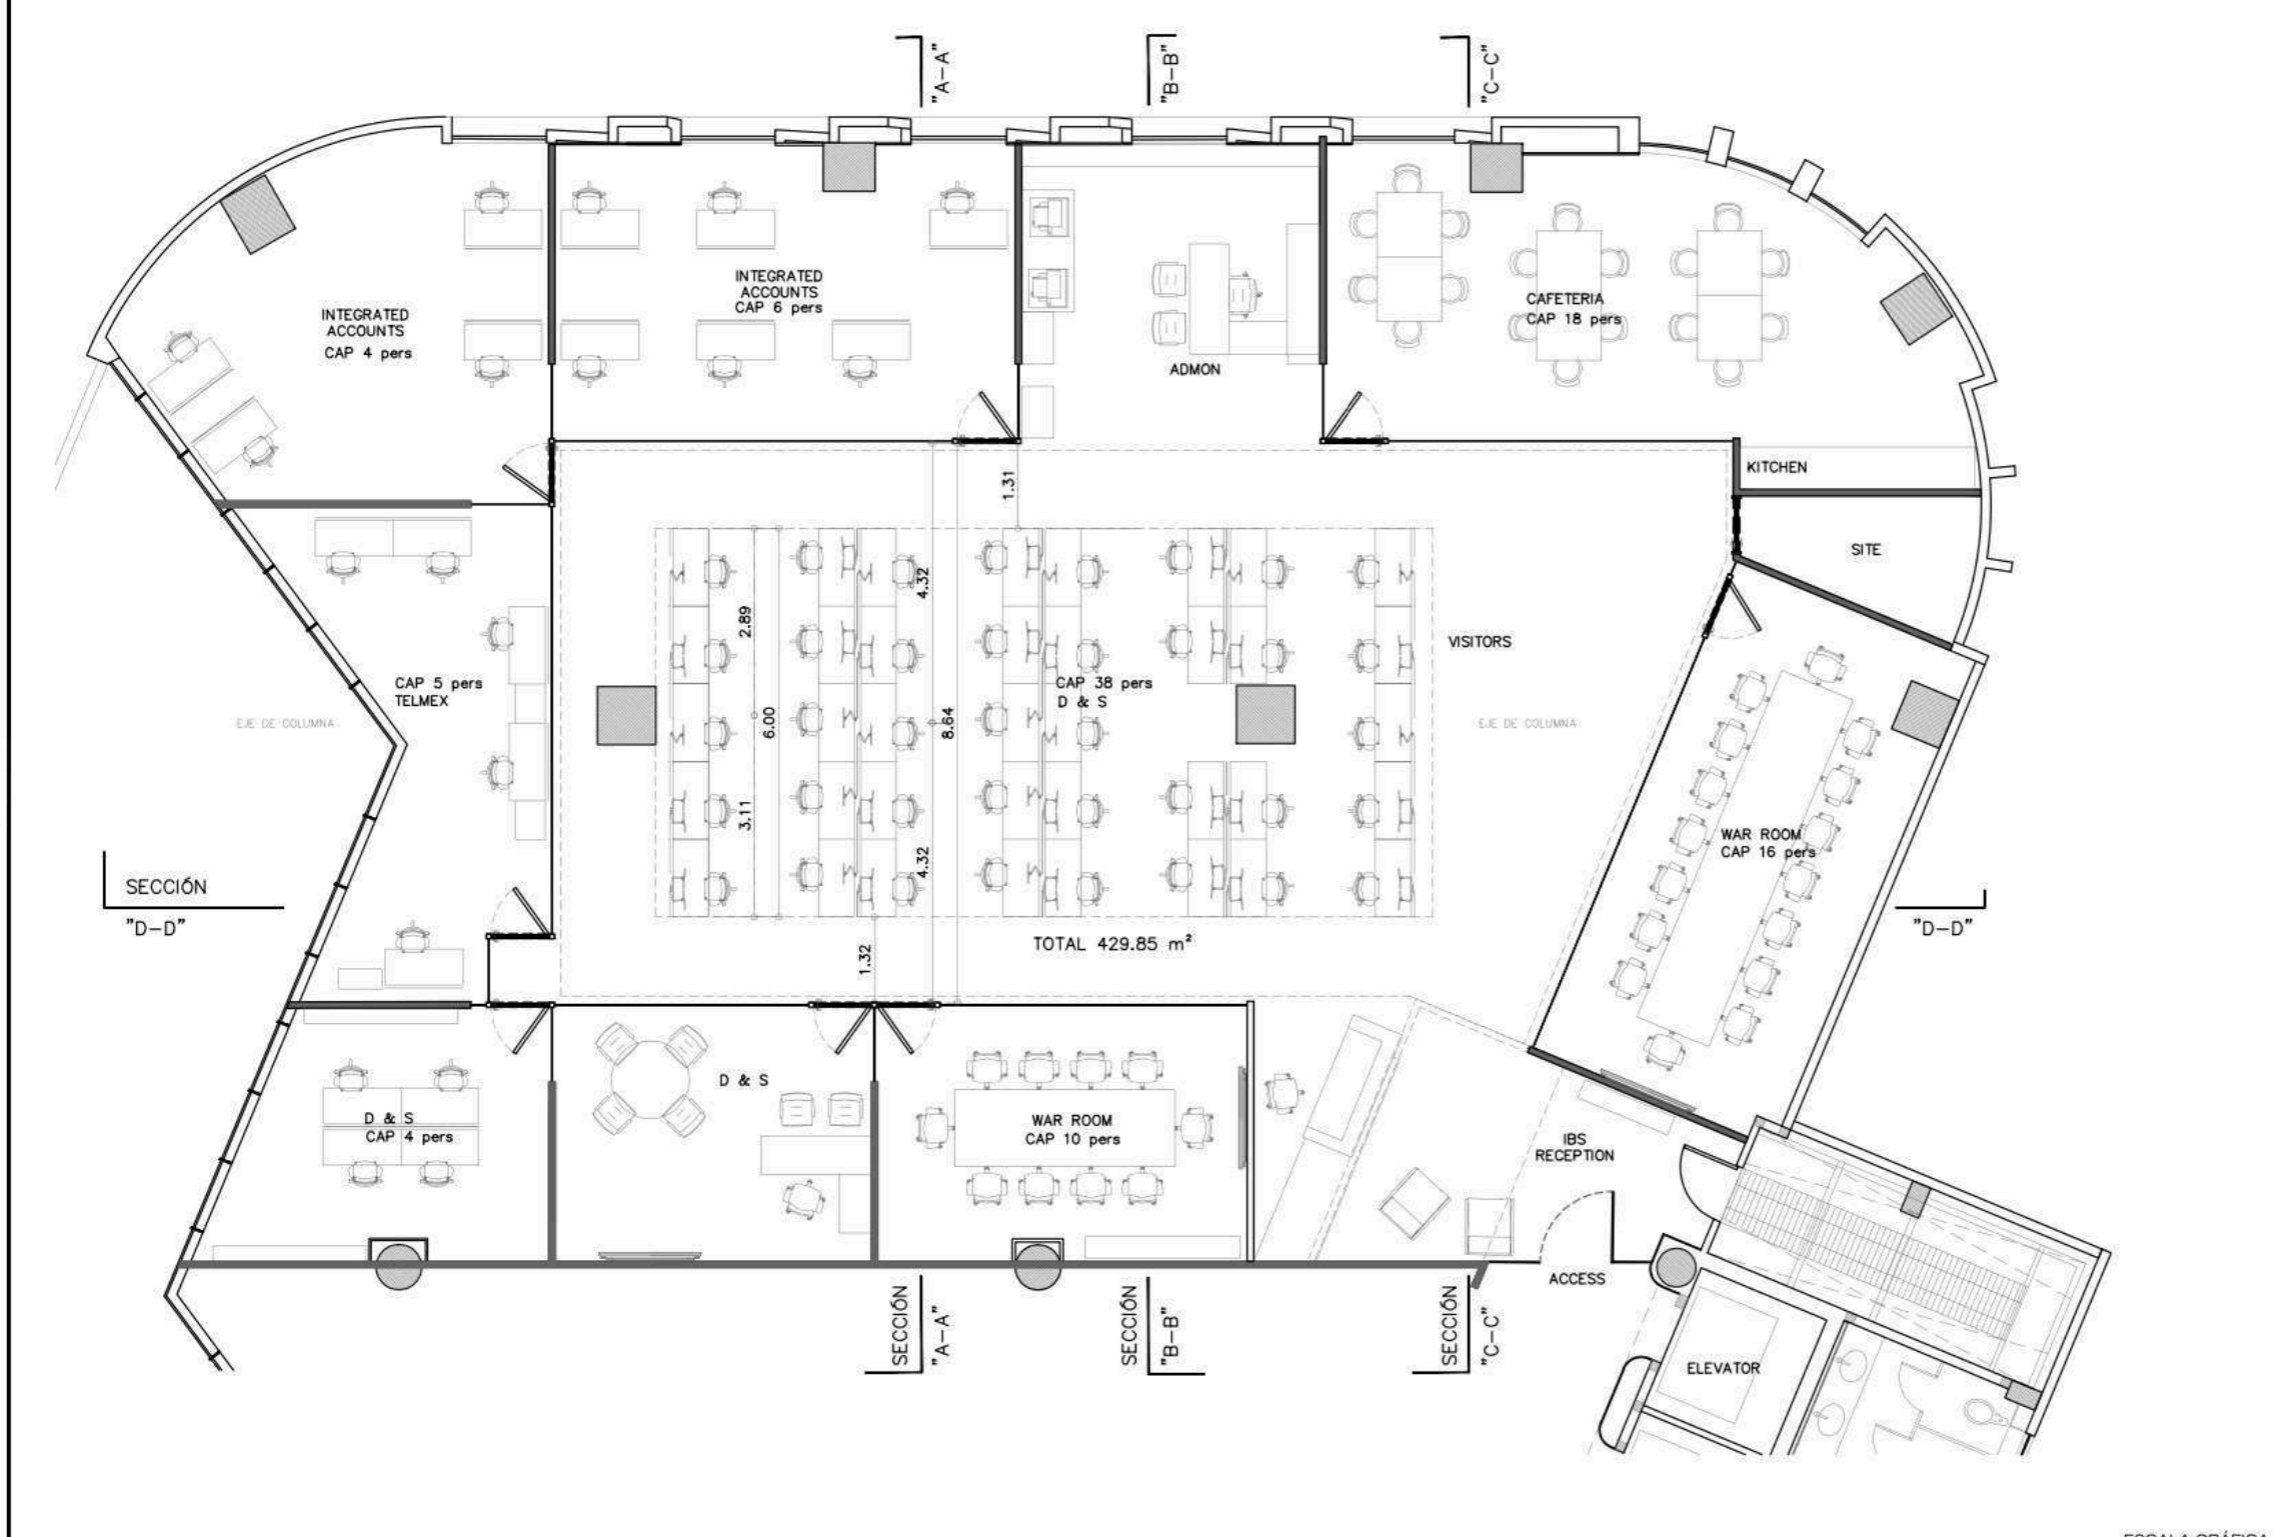 "A-A"
"B-B"
"C-C"
INTEGRATED
ACCOUNTS
CAP 4 pers
INTEGRATED
ACCOUNTS
CAP 6 pers
ADMON
CAFETERIA
CAP 18 pers
KITCHEN
SITE
1.31
4.32
2.89
6.00
8.64
3.11
4.32
1.32
CAP 5 pers
TELMEX
EJE DE COLUMNA
CAP 38 pers
D & S
VISITORS
EJE DE COLUMNA
WAR ROOM
CAP 16 pers
SECCIÓN
"D-D"
"D-D"
TOTAL 429.85 m²
D & S
CAP 4 pers
D & S
WAR ROOM
CAP 10 pers
IBS
RECEPTION
ACCESS
ELEVATOR
SECCIÓN
"A-A"
SECCIÓN
"B-B"
SECCIÓN
"C-C"